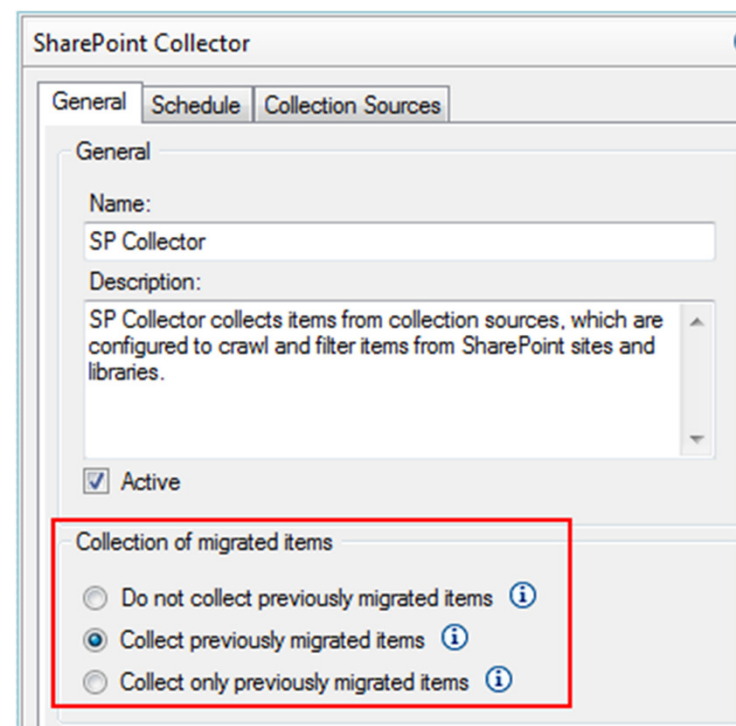 SharePoint Collector
General Schedule Collection Sources
General
Name:
SP Collector
Description:
SP Collector collects items from collection sources, which are
configured to crawl and filter items from SharePoint sites and
libraries.
Active
Collection of migrated items
Do not collect previously migrated items
Collect previously migrated items
Collect only previously migrated items